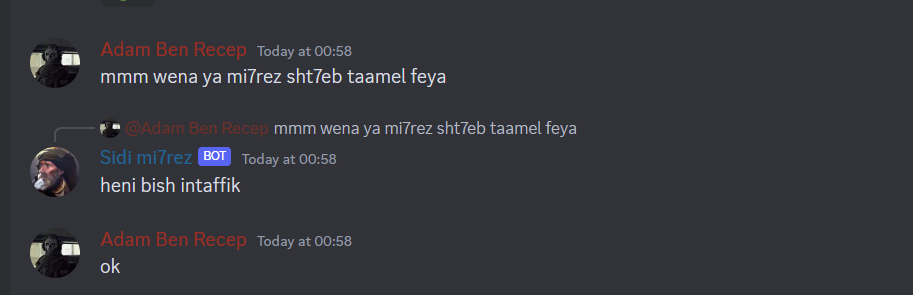 Adam Ben Recep Today at 00:58
mmm wena ya mi7rez sht7eb taamel feya
@Adam Ben Recep mmm wena ya mi7rez sht7eb taamel feya
Sidi mi7rez BOT Today at 00:58
heni bish intaffik
Adam Ben Recep Today at 00:58
ok